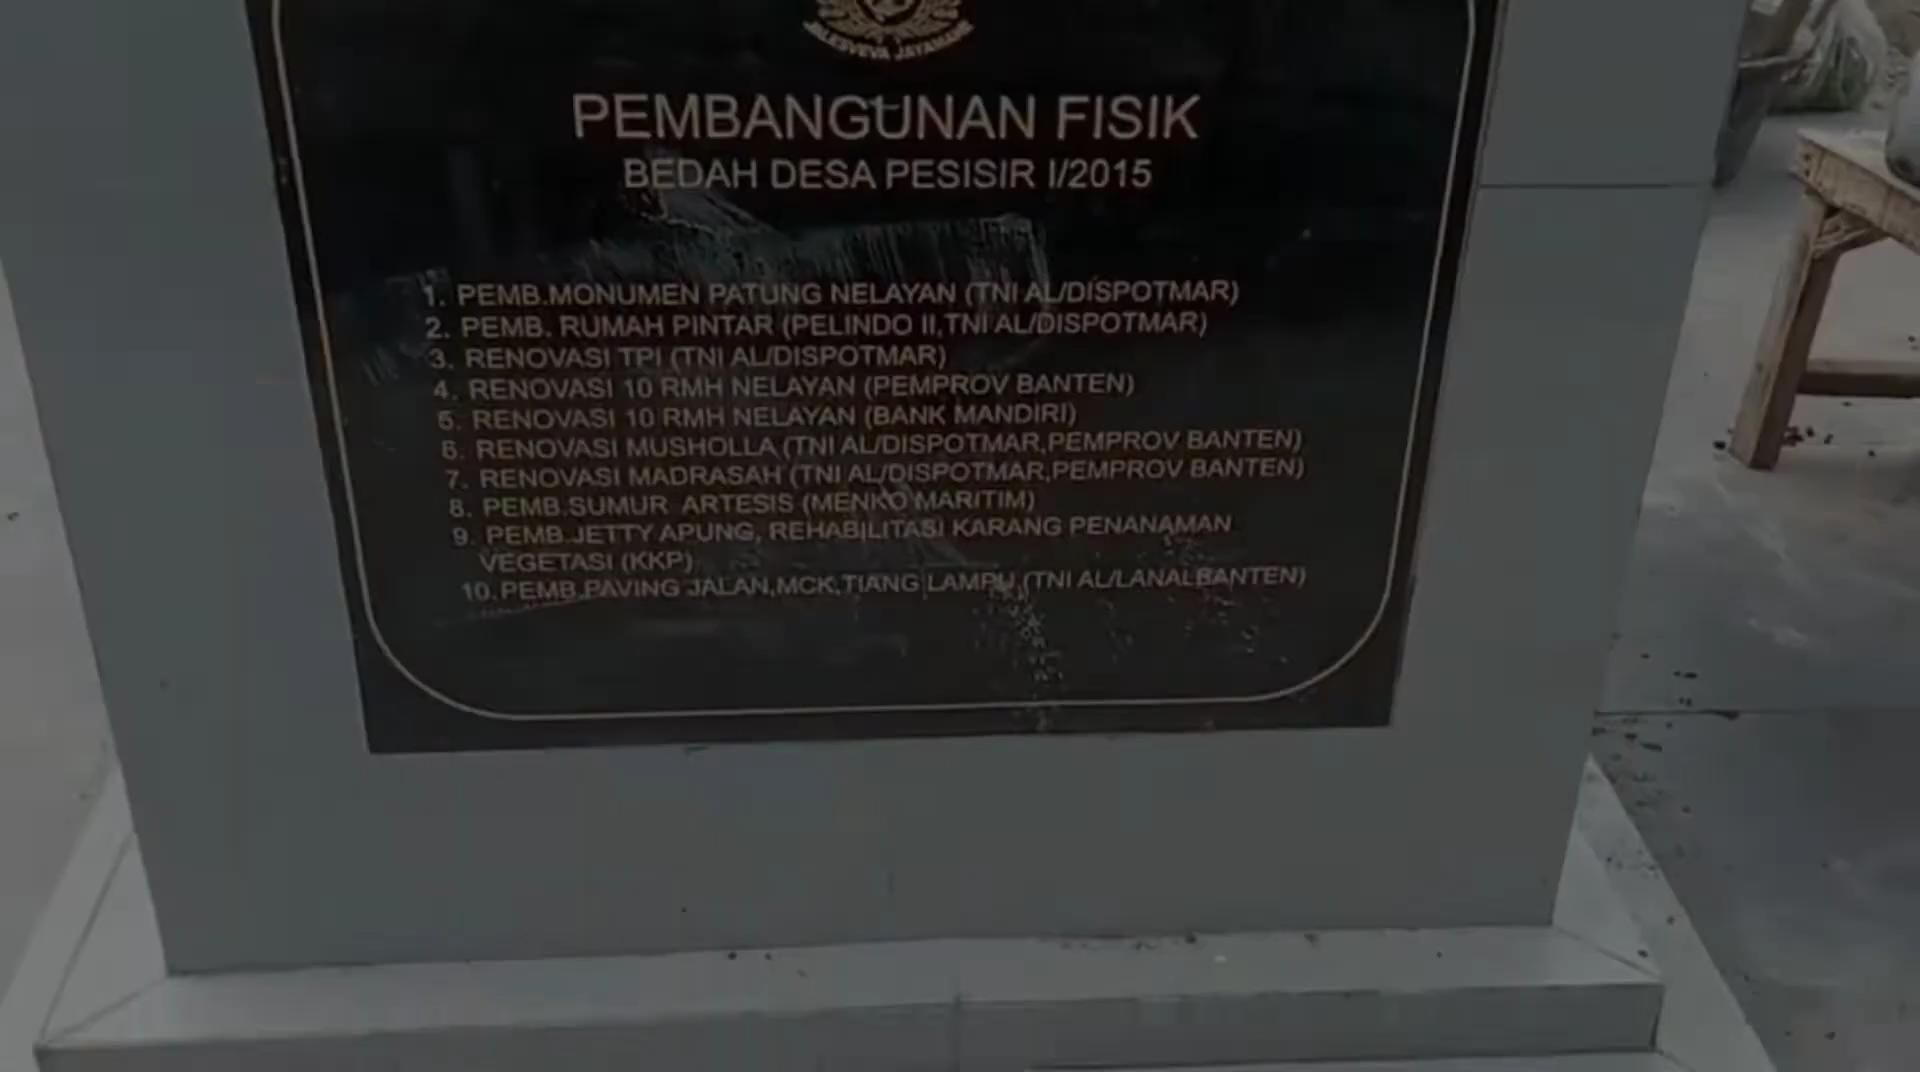 JALESVEVA JAYAMAHE
PEMBANGUNAN FISIK
BEDAH DESA PESISIR I/2015
1. PEMB.MONUMEN PATUNG NELAYAN (TNI AL/DISPOTMAR)
2. PEMB. RUMAH PINTAR (PELINDO II,TNI AL/DISPOTMAR)
3. RENOVASI TPI (TNI AL/DISPOTMAR)
4. RENOVASI 10 RMH NELAYAN (PEMPROV BANTEN)
5. RENOVASI 10 RMH NELAYAN (BANK MANDIRI)
6. RENOVASI MUSHOLLA (TNI AL/DISPOTMAR,PEMPROV BANTEN)
7. RENOVASI MADRASAH (TNI AL/DISPOTMAR,PEMPROV BANTEN)
8. PEMB.SUMUR ARTESIS (MENKO MARITIM)
9. PEMB.JETTY APUNG, REHABILITASI KARANG PENANAMAN
VEGETASI (KKP)
10. PEMB.PAVING JALAN,MCK,TIANG LAMPU,(TNI AL/LANALBANTEN)